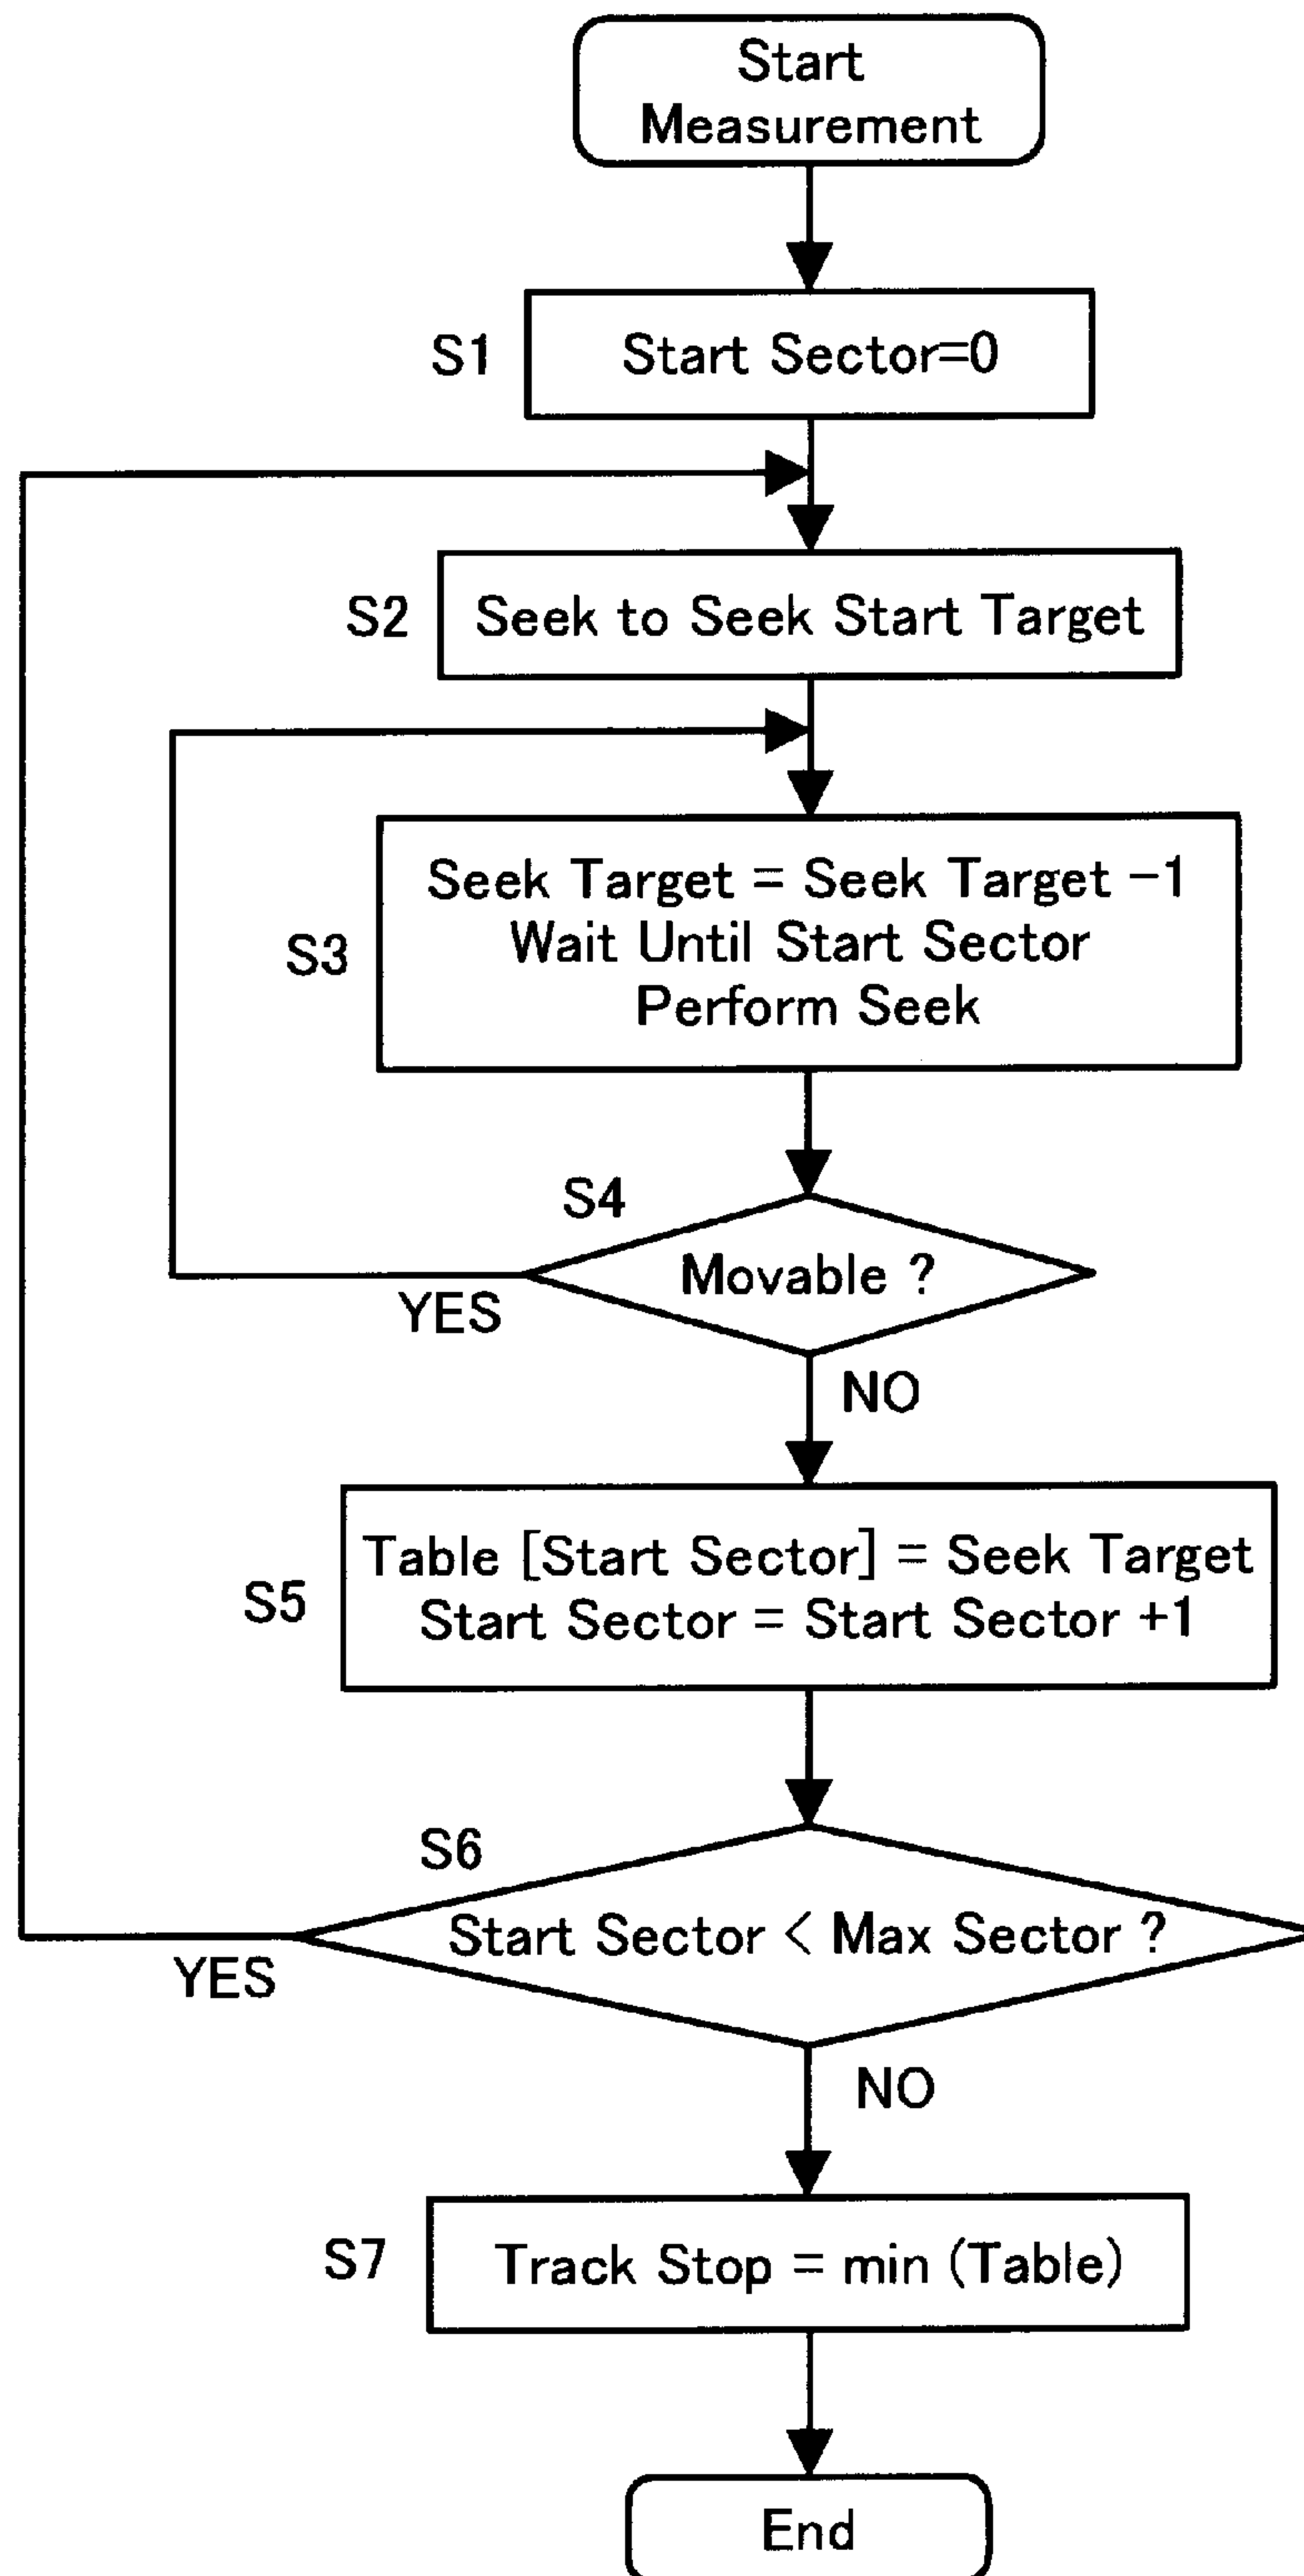 Start
Measurement
S1
Start Sector=0
S2
Seek to Seek Start Target
S3
Seek Target = Seek Target -1
Wait Until Start Sector
Perform Seek
S4
Movable ?
YES
NO
S5
Table [Start Sector] = Seek Target
Start Sector = Start Sector +1
S6
Start Sector < Max Sector ?
YES
NO
S7
Track Stop = min (Table)
End